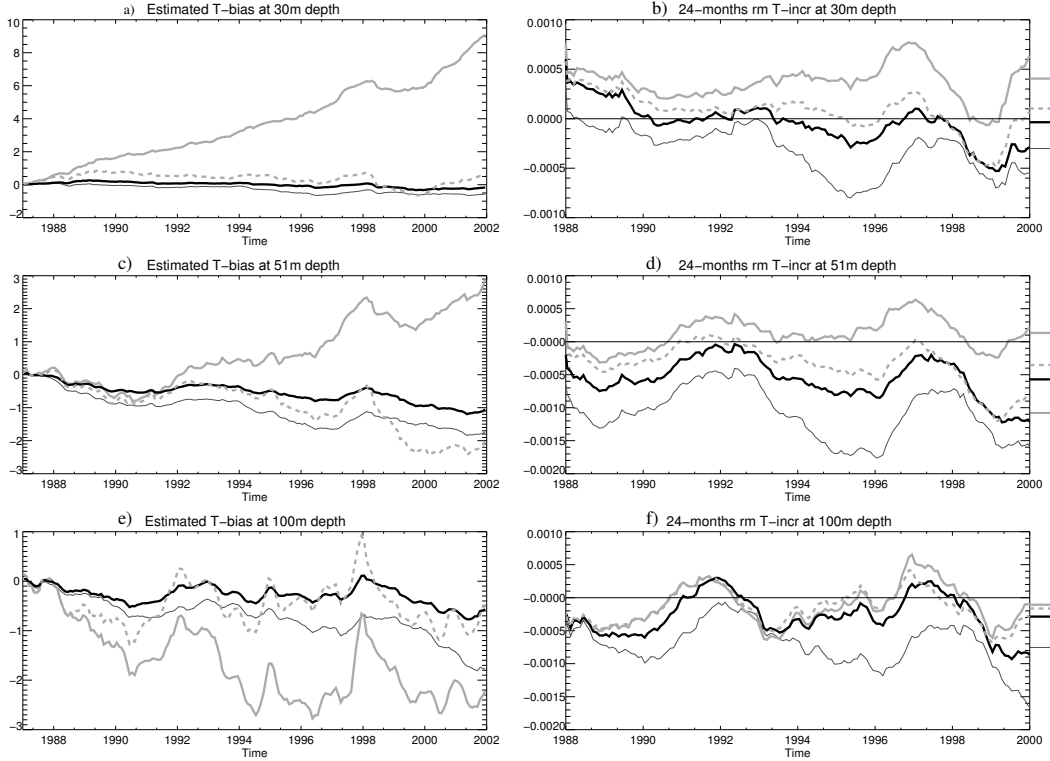 a) Estimated T−bias at 30m depth
10
8
6
4
2
0
−2
1988 1990 1992 1994 1996 1998 2000 2002
Time
b) 24−months rm T−incr at 30m depth
0.0010
0.0005
0.0000
−0.0005
−0.0010
1988 1990 1992 1994 1996 1998 2000
Time
c) Estimated T−bias at 51m depth
3
2
1
0
−1
−2
−3
1988 1990 1992 1994 1996 1998 2000 2002
Time
d) 24−months rm T−incr at 51m depth
0.0010
0.0005
−0.0000
−0.0005
−0.0010
−0.0015
−0.0020
1988 1990 1992 1994 1996 1998 2000
Time
e) Estimated T−bias at 100m depth
1
0
−1
−2
−3
1988 1990 1992 1994 1996 1998 2000 2002
Time
f) 24−months rm T−incr at 100m depth
0.0010
0.0005
−0.0000
−0.0005
−0.0010
−0.0015
−0.0020
1988 1990 1992 1994 1996 1998 2000
Time